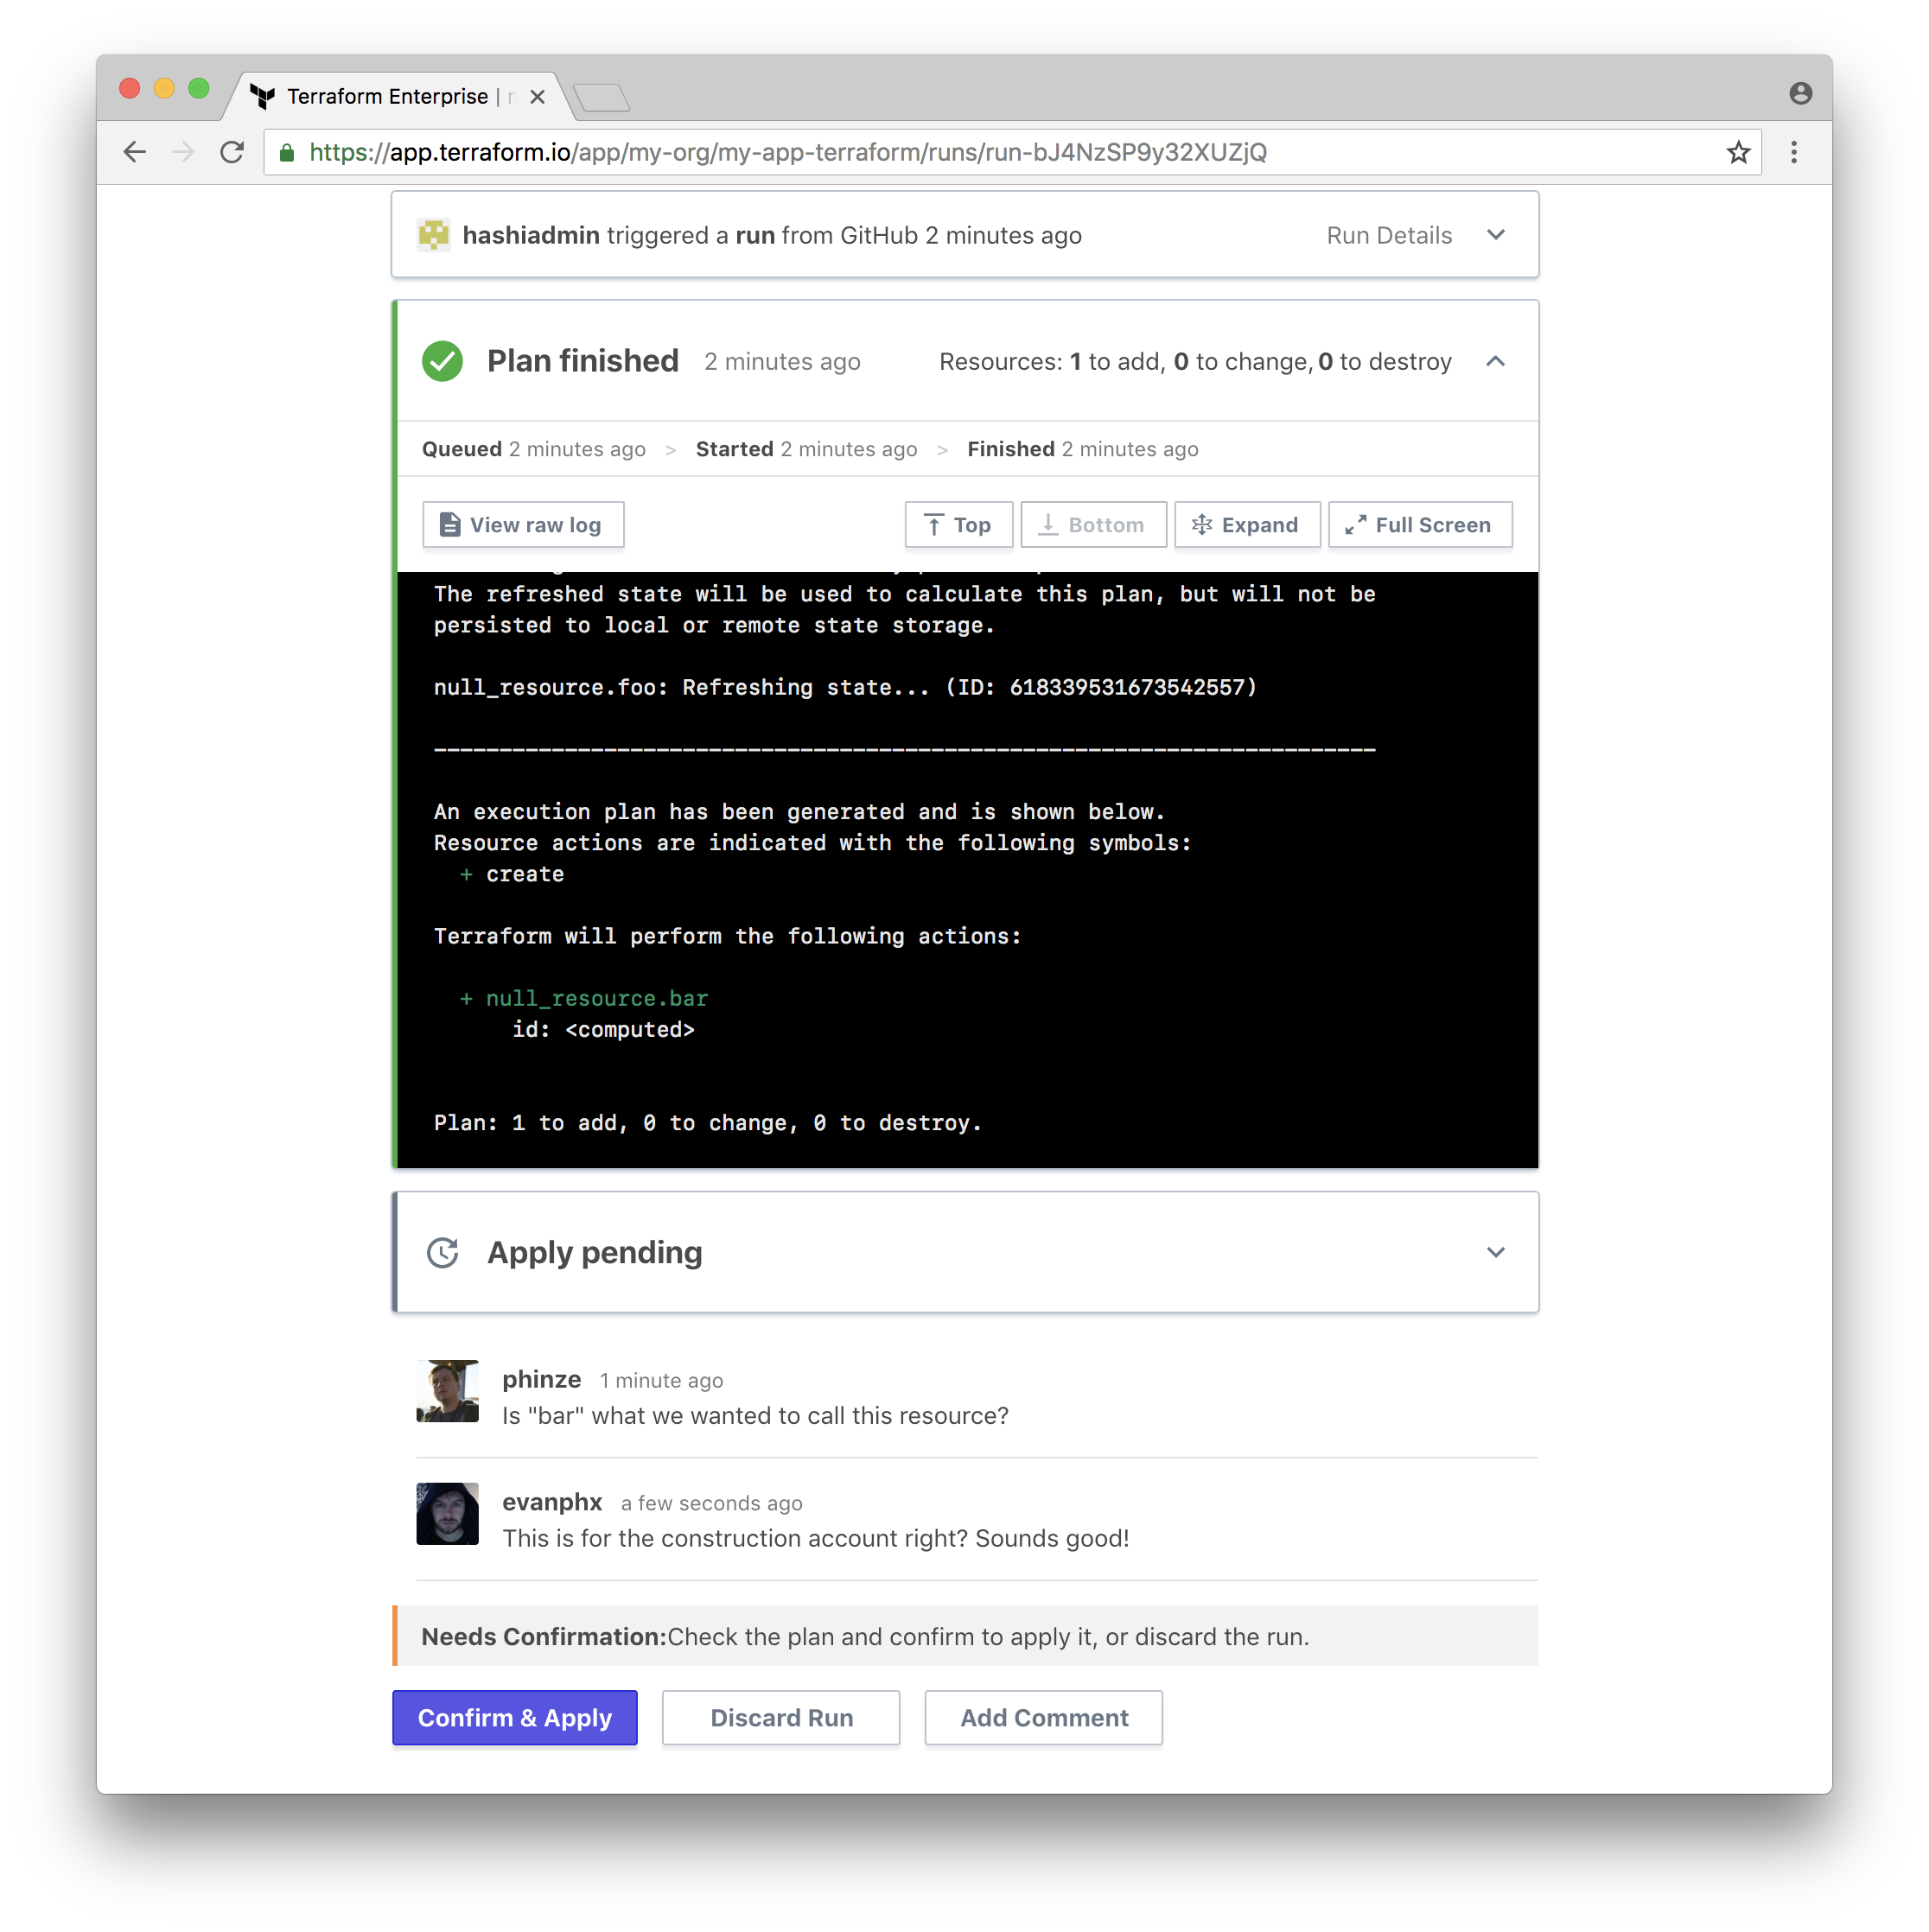 Terraform Enterprise |
https://app.terraform.io/app/my-org/my-app-terraform/runs/run-bJ4NzSP9y32XUZjQ
hashiadmin triggered a run from GitHub 2 minutes ago Run Details
Plan finished 2 minutes ago Resources: 1 to add, 0 to change, 0 to destroy
Queued 2 minutes ago > Started 2 minutes ago > Finished 2 minutes ago
View raw log Top Bottom Expand Full Screen
The refreshed state will be used to calculate this plan, but will not be
persisted to local or remote state storage.
null_resource.foo: Refreshing state... (ID: 618339531673542557)
------------------------------------------------------------------------
An execution plan has been generated and is shown below.
Resource actions are indicated with the following symbols:
+ create
Terraform will perform the following actions:
+ null_resource.bar
id: <computed>
Plan: 1 to add, 0 to change, 0 to destroy.
Apply pending
phinze 1 minute ago
Is "bar" what we wanted to call this resource?
evanphx a few seconds ago
This is for the construction account right? Sounds good!
Needs Confirmation:Check the plan and confirm to apply it, or discard the run.
Confirm & Apply Discard Run Add Comment